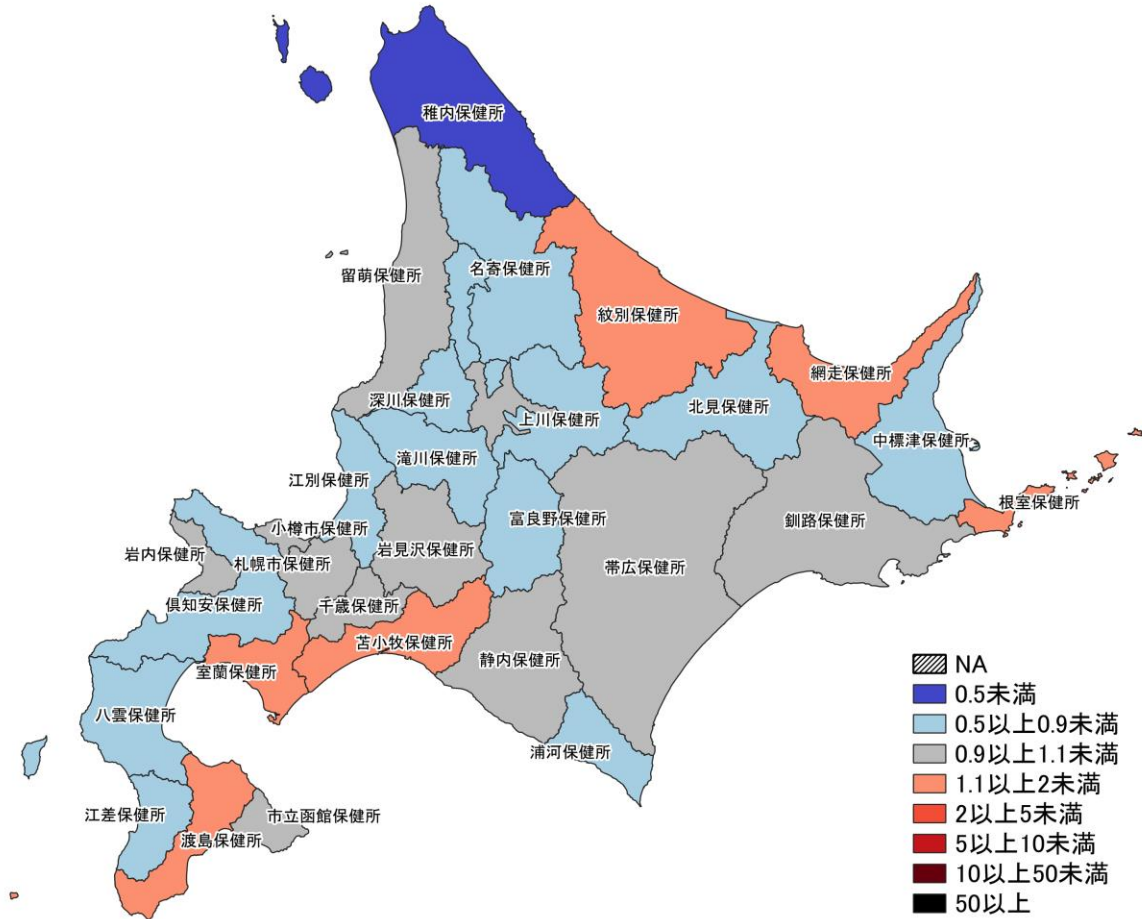 稚内保健所
名寄保健所
留萌保健所
紋別保健所
網走保健所
深川保健所
上川保健所
北見保健所
中標津保健所
滝川保健所
江別保健所
富良野保健所
根室保健所
釧路保健所
小樽市保健所
岩内保健所
岩見沢保健所
札幌市保健所
帯広保健所
倶知安保健所
千歳保健所
苫小牧保健所
静内保健所
室蘭保健所
八雲保健所
浦河保健所
江差保健所
市立函館保健所
渡島保健所
NA
0.5未満
0.5以上0.9未満
0.9以上1.1未満
1.1以上2未満
2以上5未満
5以上10未満
10以上50未満
50以上